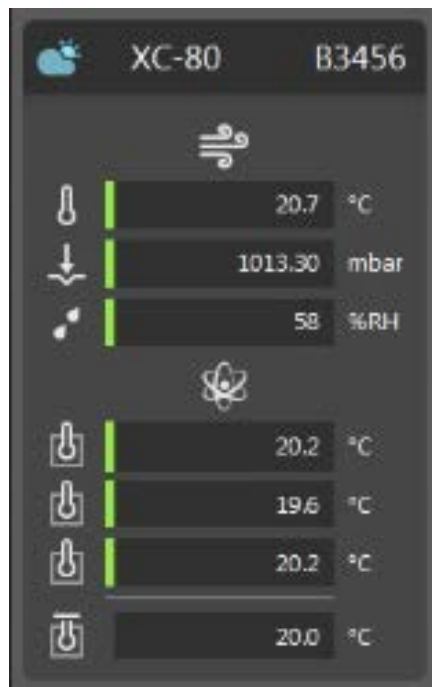 XC-80 B3456
20.7 °C
1013.30 mbar
58 %RH
20.2 °C
19.6 °C
20.2 °C
20.0 °C